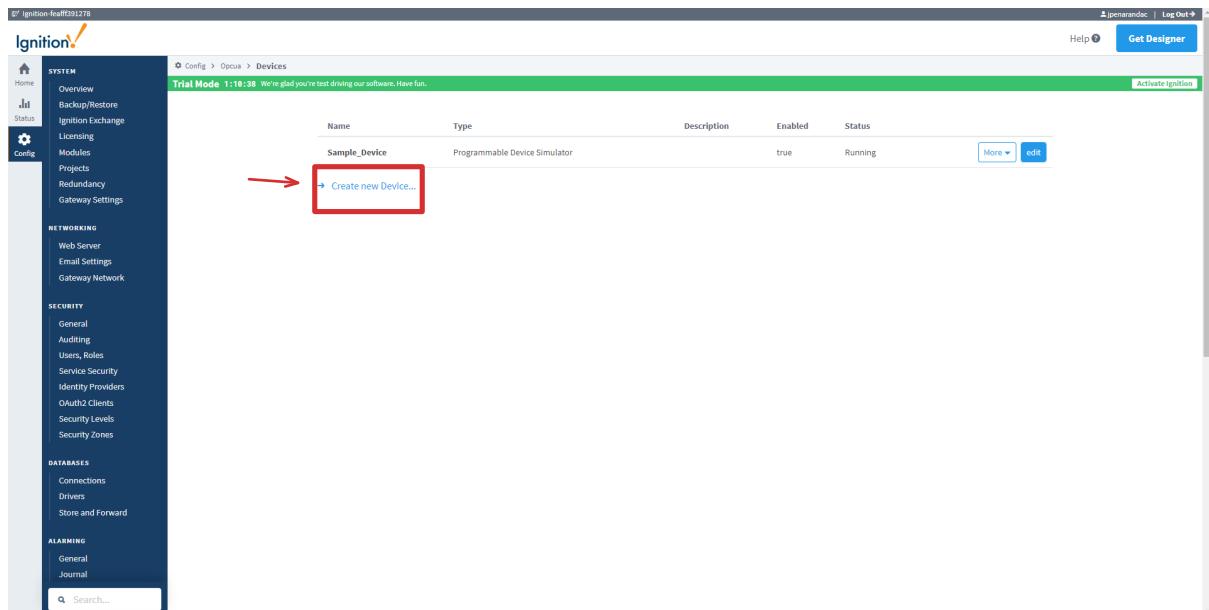 Ignition-feafff391278
jpenarandac | Log Out
Ignition!
Help
Get Designer
Home
Status
Config
SYSTEM
Overview
Backup/Restore
Ignition Exchange
Licensing
Modules
Projects
Redundancy
Gateway Settings
NETWORKING
Web Server
Email Settings
Gateway Network
SECURITY
General
Auditing
Users, Roles
Service Security
Identity Providers
OAuth2 Clients
Security Levels
Security Zones
DATABASES
Connections
Drivers
Store and Forward
ALARMING
General
Journal
Search...
Config > Opcua > Devices
Trial Mode 1:10:38 We're glad you're test driving our software. Have fun.
Activate Ignition
Name Type Description Enabled Status
Sample_Device Programmable Device Simulator true Running More edit
→ Create new Device...